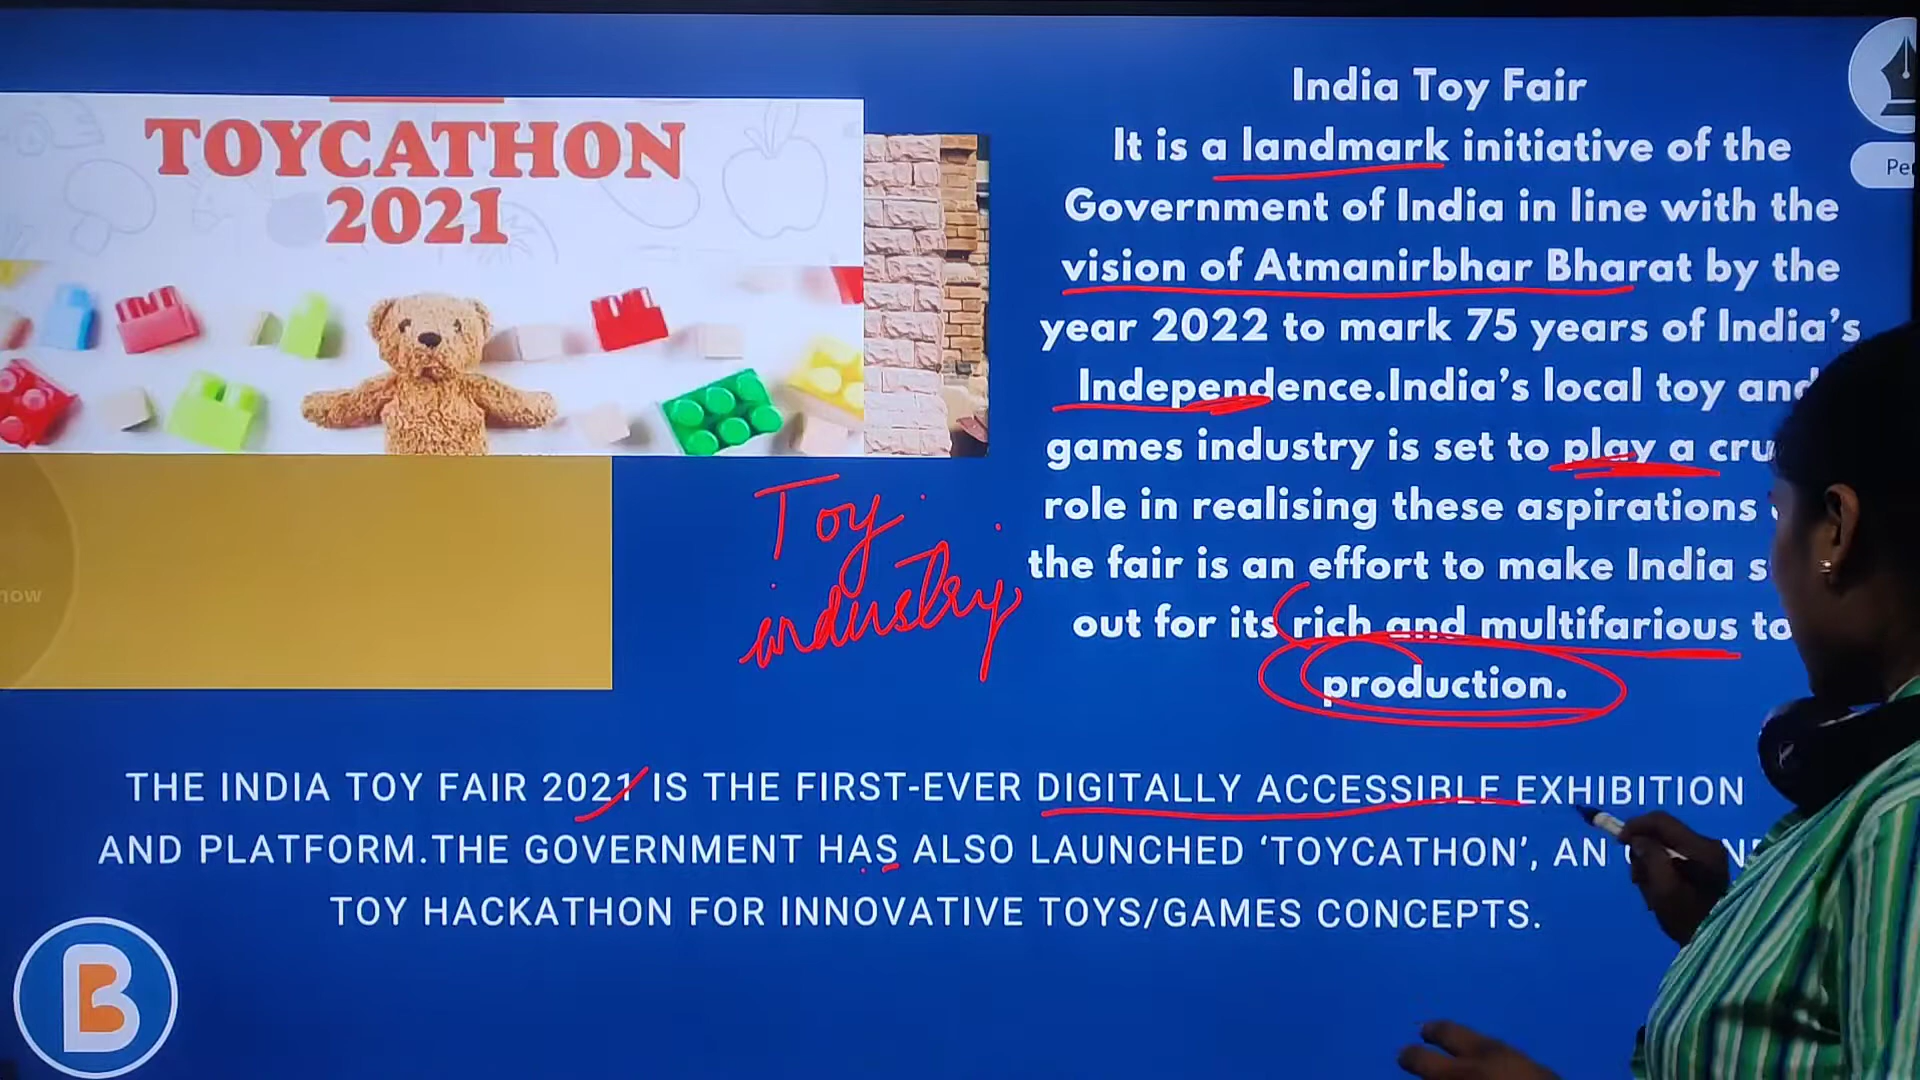 TOYCATHON
2021
India Toy Fair
It is a landmark initiative of the
Government of India in line with the
vision of Atmanirbhar Bharat by the
year 2022 to mark 75 years of India's
Independence.India's local toy and
games industry is set to play a
role in realising these aspirations
the fair is an effort to make India
out for its rich and multifarious
production.
Toy
industry
THE INDIA TOY FAIR 2021 IS THE FIRST-EVER DIGITALLY ACCESSIBLE EXHIBITION
AND PLATFORM.THE GOVERNMENT HAS ALSO LAUNCHED ‘TOYCATHON’, AN
TOY HACKATHON FOR INNOVATIVE TOYS/GAMES CONCEPTS.
B